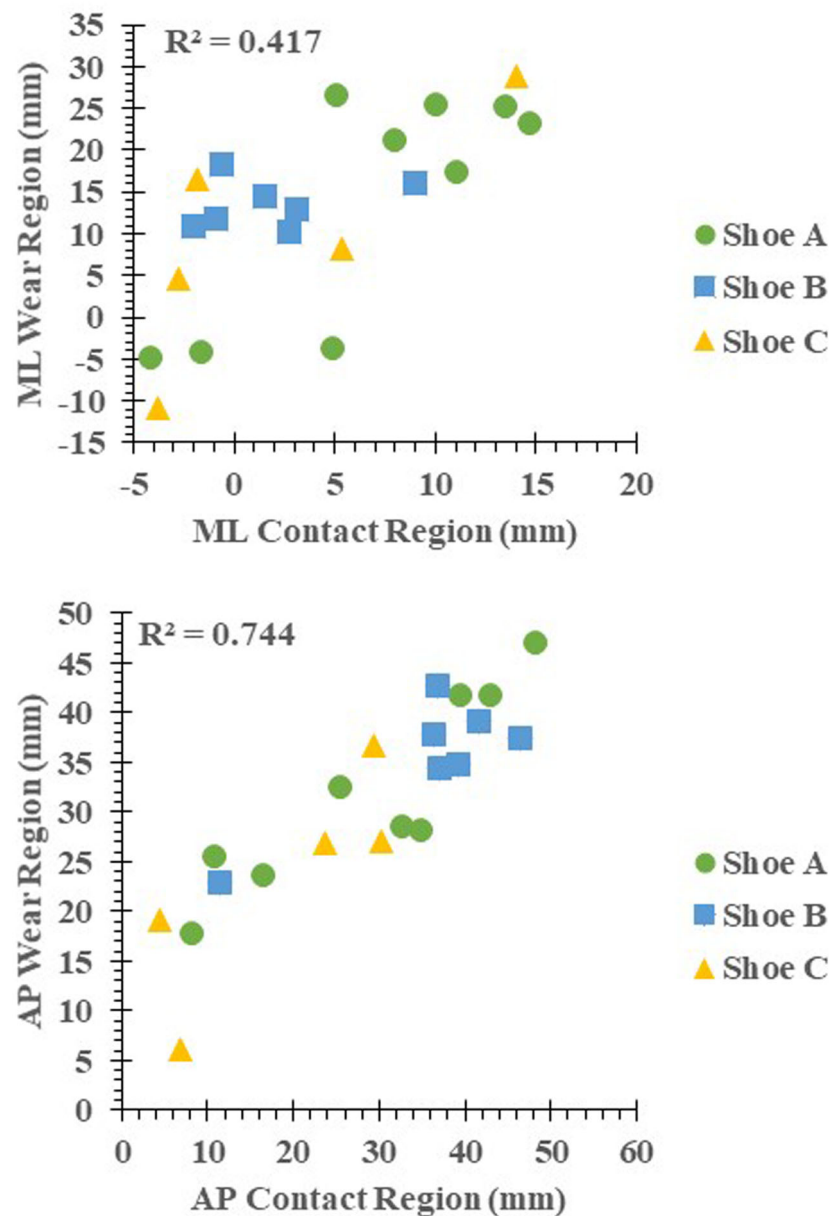 R² = 0.417
35
30
25
20
15
10
5
0
-5
-10
-15
ML Wear Region (mm)
-5 0 5 10 15 20
ML Contact Region (mm)
Shoe A
Shoe B
Shoe C
R² = 0.744
50
45
40
35
30
25
20
15
10
5
0
AP Wear Region (mm)
0 10 20 30 40 50 60
AP Contact Region (mm)
Shoe A
Shoe B
Shoe C